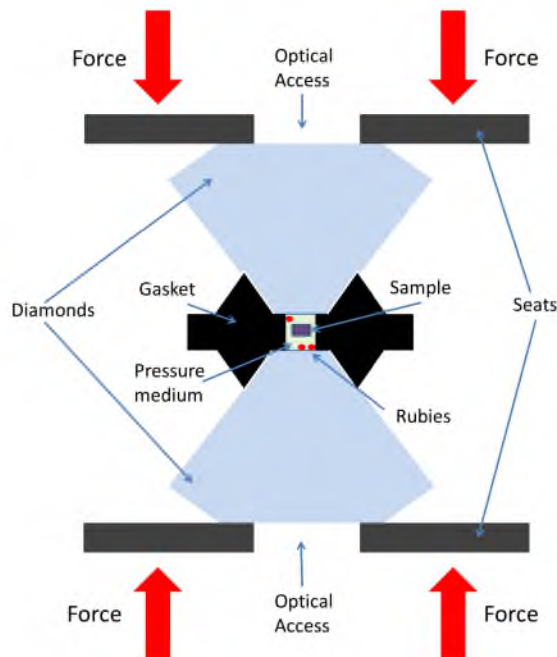 Force
Optical
Access
Force
Gasket
Sample
Diamonds
Seats
Pressure
medium
Rubies
Force
Optical
Access
Force